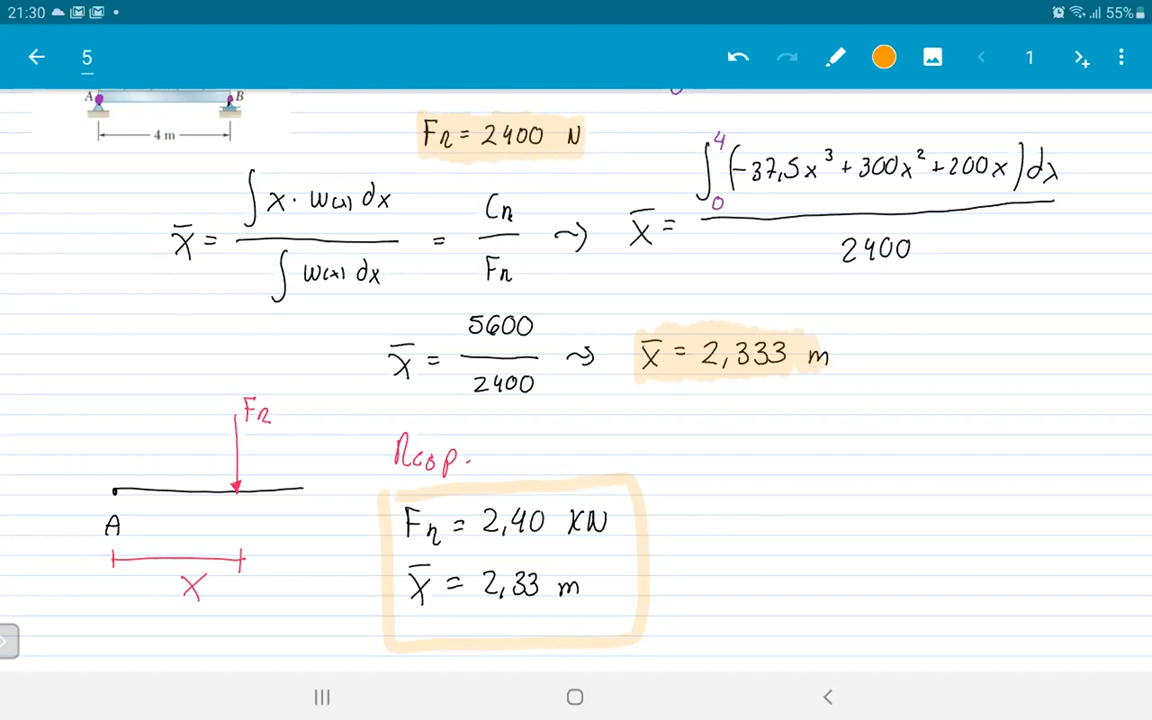 21:30 55%
5 1
A B
4 m
Fr = 2400 N
x̄ = ∫ x · w(x) dx / ∫ w(x) dx = Cr / Fr ⤳ x̄ = ∫₀⁴ (-37,5x³ + 300x² + 200x) dx / 2400
x̄ = 5600 / 2400 ⤳ x̄ = 2,333 m
Fr
Resp.
A
Fr = 2,40 KN
x̄ = 2,33 m
X